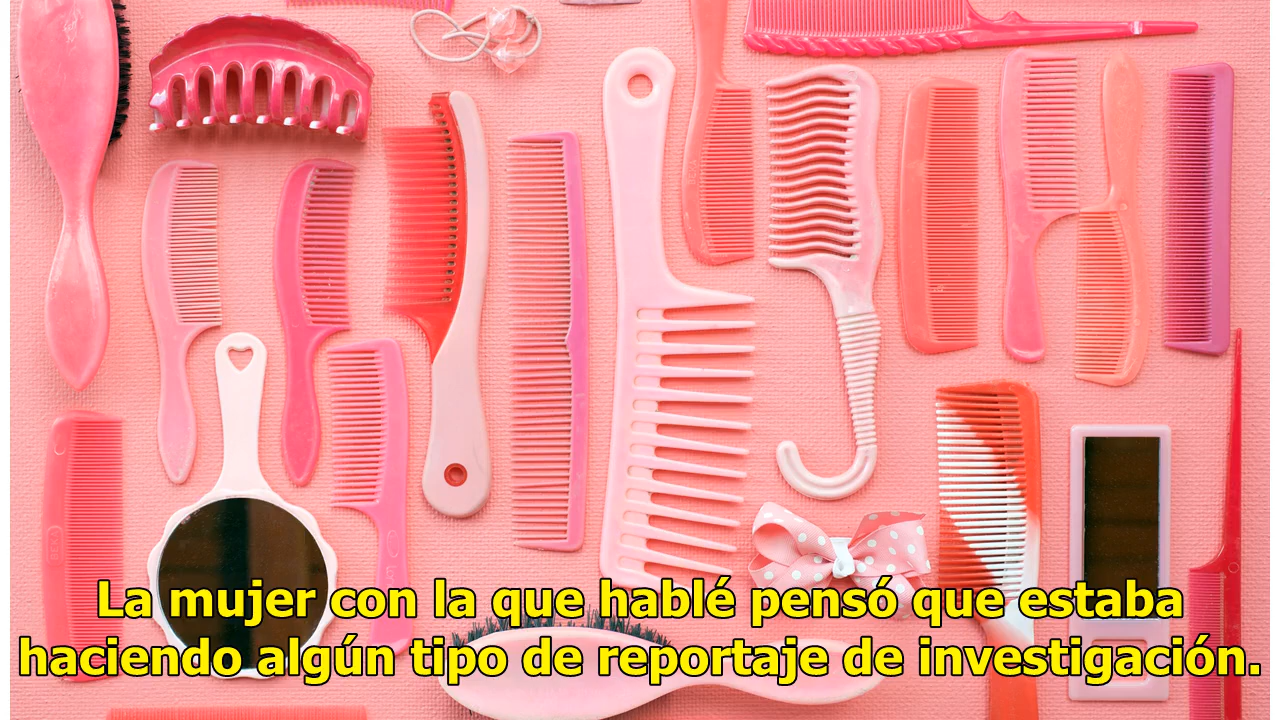 La mujer con la que hablé pensó que estaba
haciendo algún tipo de reportaje de investigación.